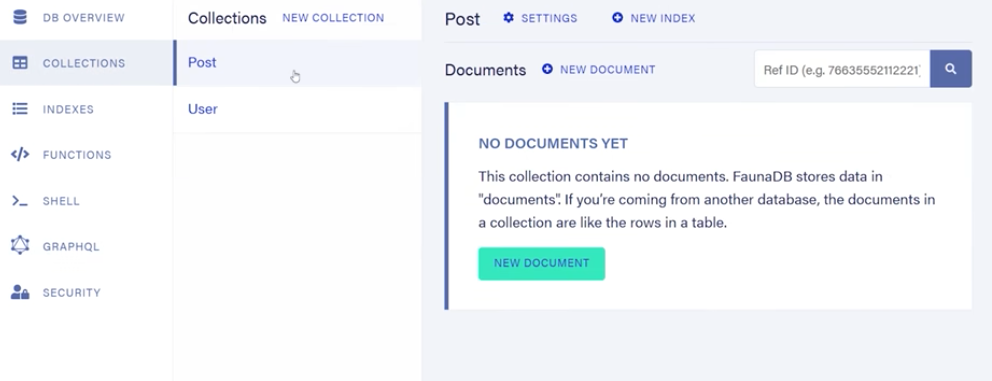 DB OVERVIEW
COLLECTIONS
INDEXES
FUNCTIONS
SHELL
GRAPHQL
SECURITY
Collections NEW COLLECTION
Post
User
Post SETTINGS NEW INDEX
Documents NEW DOCUMENT Ref ID (e.g. 76635552112221)
NO DOCUMENTS YET
This collection contains no documents. FaunaDB stores data in
"documents". If you're coming from another database, the documents in
a collection are like the rows in a table.
NEW DOCUMENT